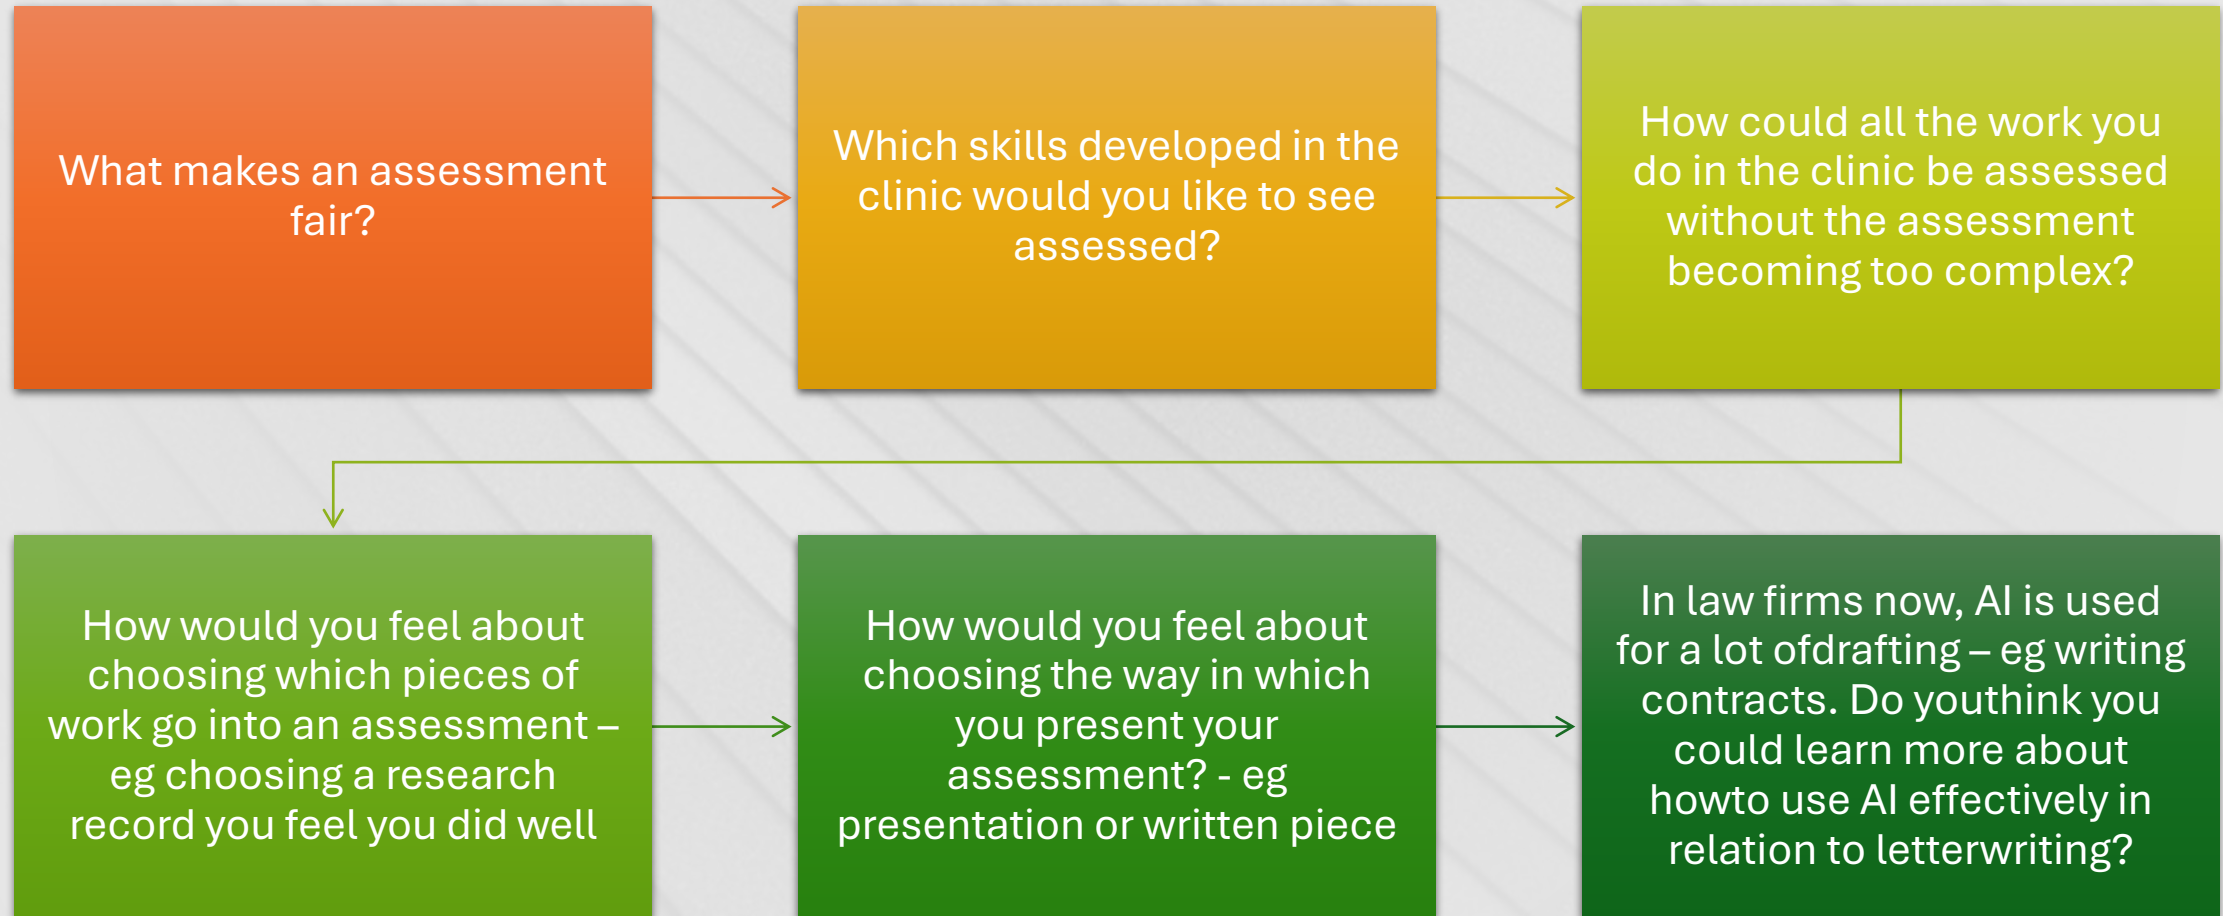 What makes an assessment
fair?
Which skills developed in the
clinic would you like to see
assessed?
How could all the work you
do in the clinic be assessed
without the assessment
becoming too complex?
How would you feel about
choosing which pieces of
work go into an assessment –
eg choosing a research
record you feel you did well
How would you feel about
choosing the way in which
you present your
assessment? - eg
presentation or written piece
In law firms now, AI is used
for a lot ofdrafting – eg writing
contracts. Do youthink you
could learn more about
howto use AI effectively in
relation to letterwriting?